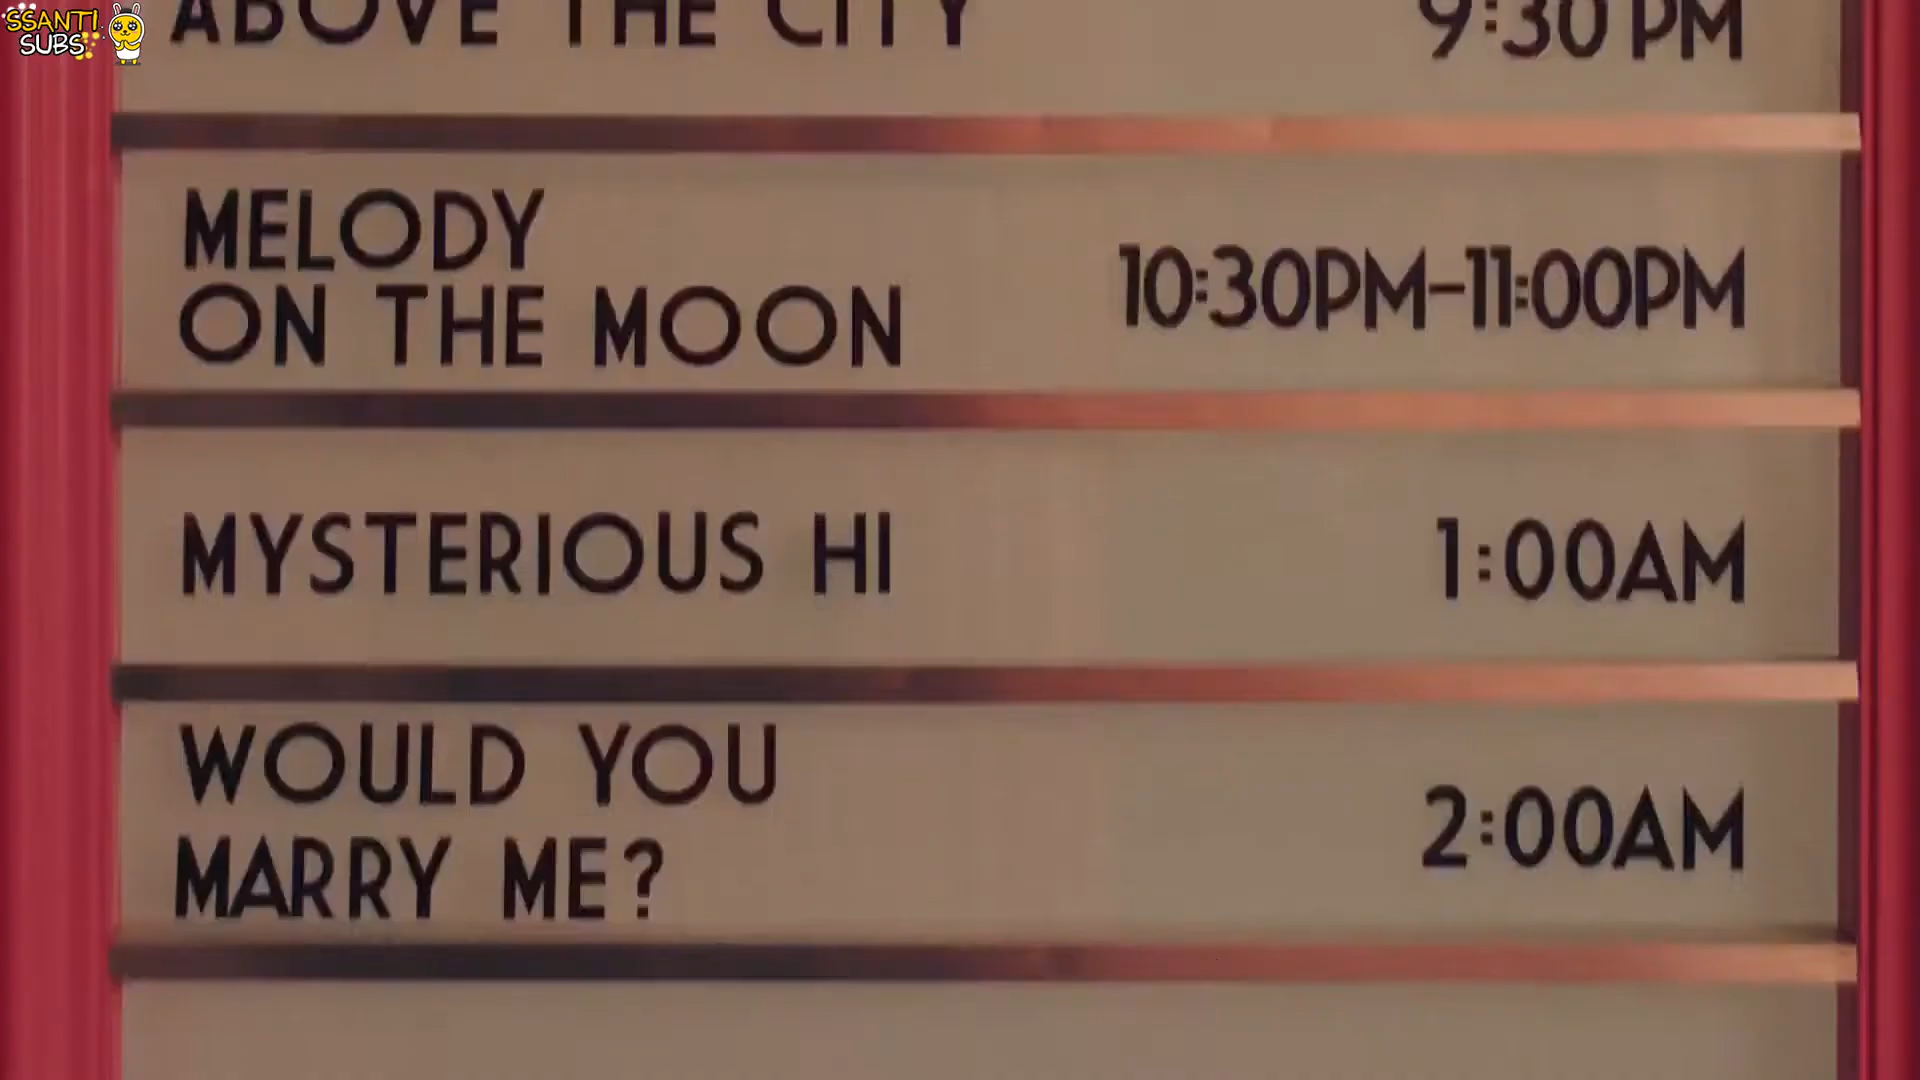 SSANTI
SUBS
ABOVE THE CITY 9:30 PM
MELODY
ON THE MOON 10:30PM-11:00PM
MYSTERIOUS HI 1:00AM
WOULD YOU
MARRY ME? 2:00AM